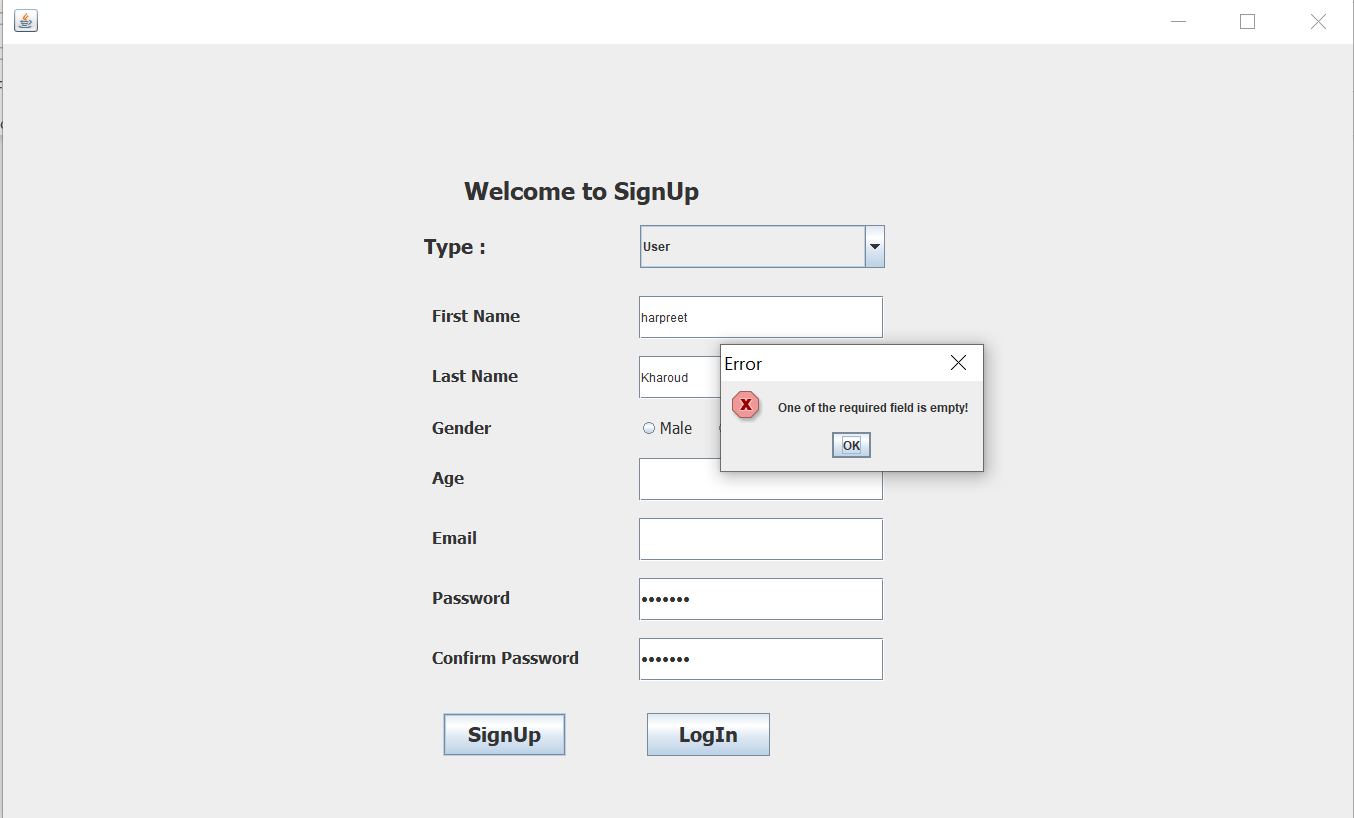 Welcome to SignUp
Type :
User
First Name
harpreet
Last Name
Kharoud
Error
X
One of the required field is empty!
OK
Gender
Male
Age
Email
Password
•••••••
Confirm Password
•••••••
SignUp
LogIn